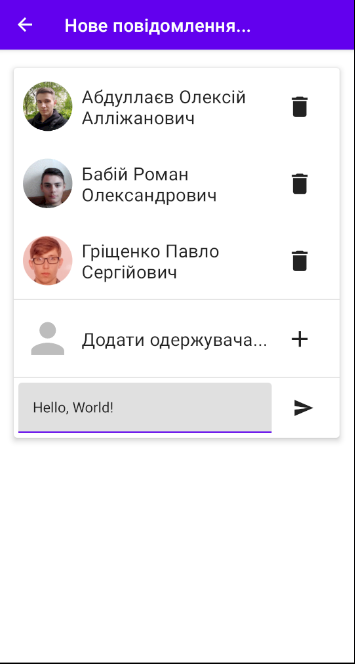 Нове повідомлення...
Абдуллаєв Олексій
Алліжанович
Бабій Роман
Олександрович
Гріщенко Павло
Сергійович
Додати одержувача...
Hello, World!